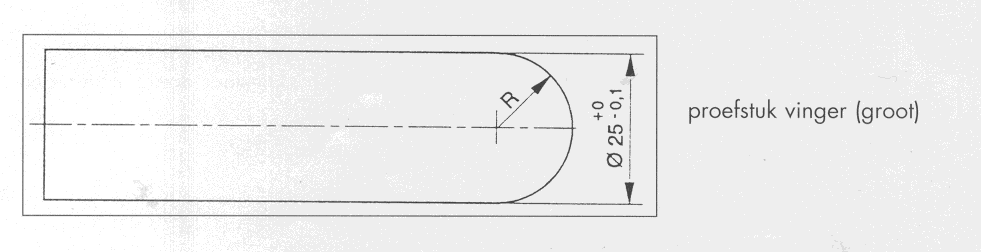 R
Ø 25 +0 -0,1
proefstuk vinger (groot)